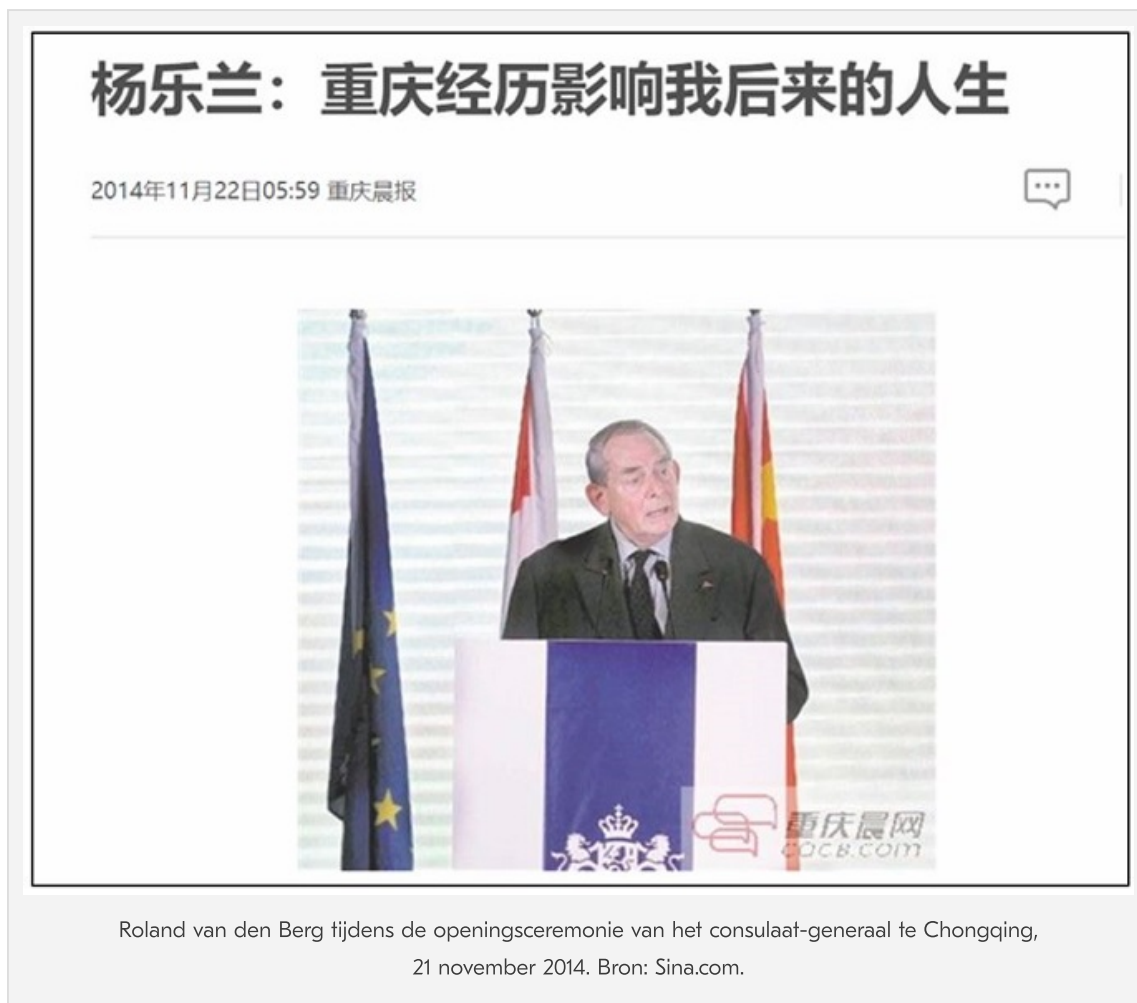 杨乐兰：重庆经历影响我后来的人生
2014年11月22日05:59 重庆晨报
重庆晨网
CQCB.COM
Roland van den Berg tijdens de openingsceremonie van het consulaat-generaal te Chongqing,
21 november 2014. Bron: Sina.com.